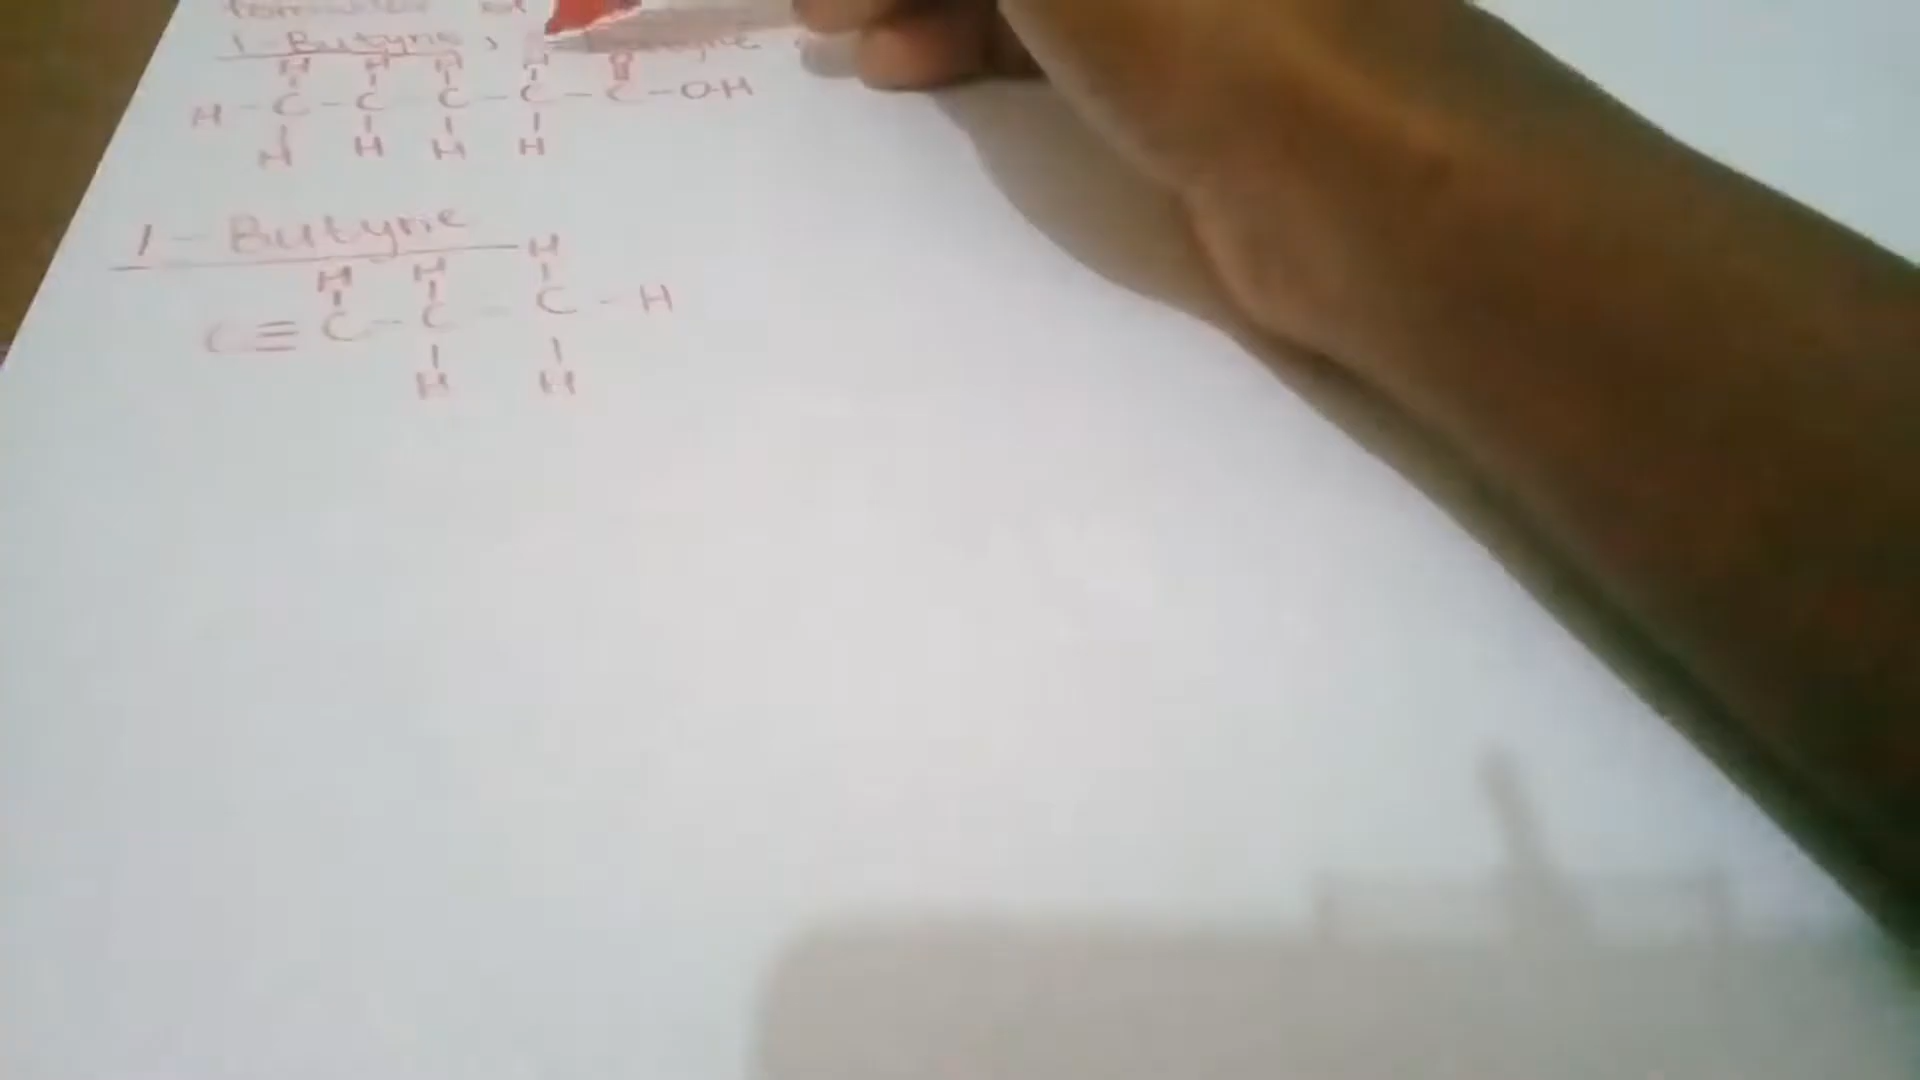 1-Butyne,
H H H H O
H - C - C - C - C - C - OH
H H H H
1 - Butyne
H H H
C ≡ C - C - C - H
H H